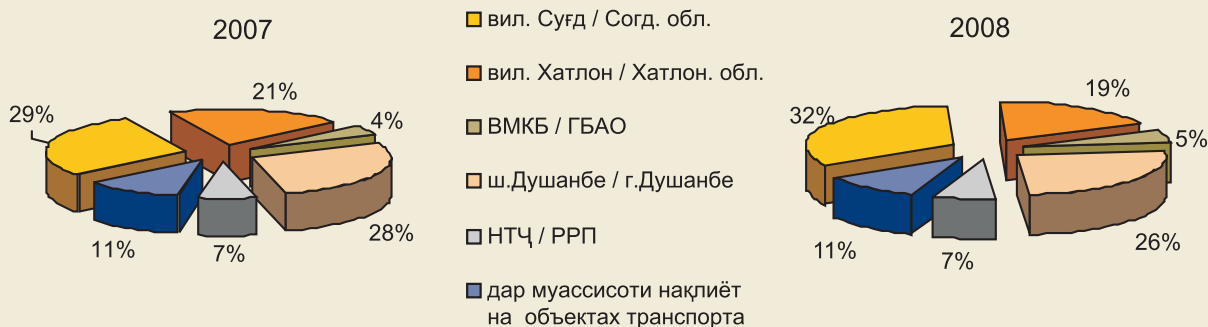 2007
29%
21%
4%
28%
7%
11%
вил. Суғд / Согд. обл.
вил. Хатлон / Хатлон. обл.
ВМКБ / ГБАО
ш.Душанбе / г.Душанбе
НТҶ / РРП
дар муассисоти нақлиёт
на объектах транспорта
2008
32%
19%
5%
26%
7%
11%